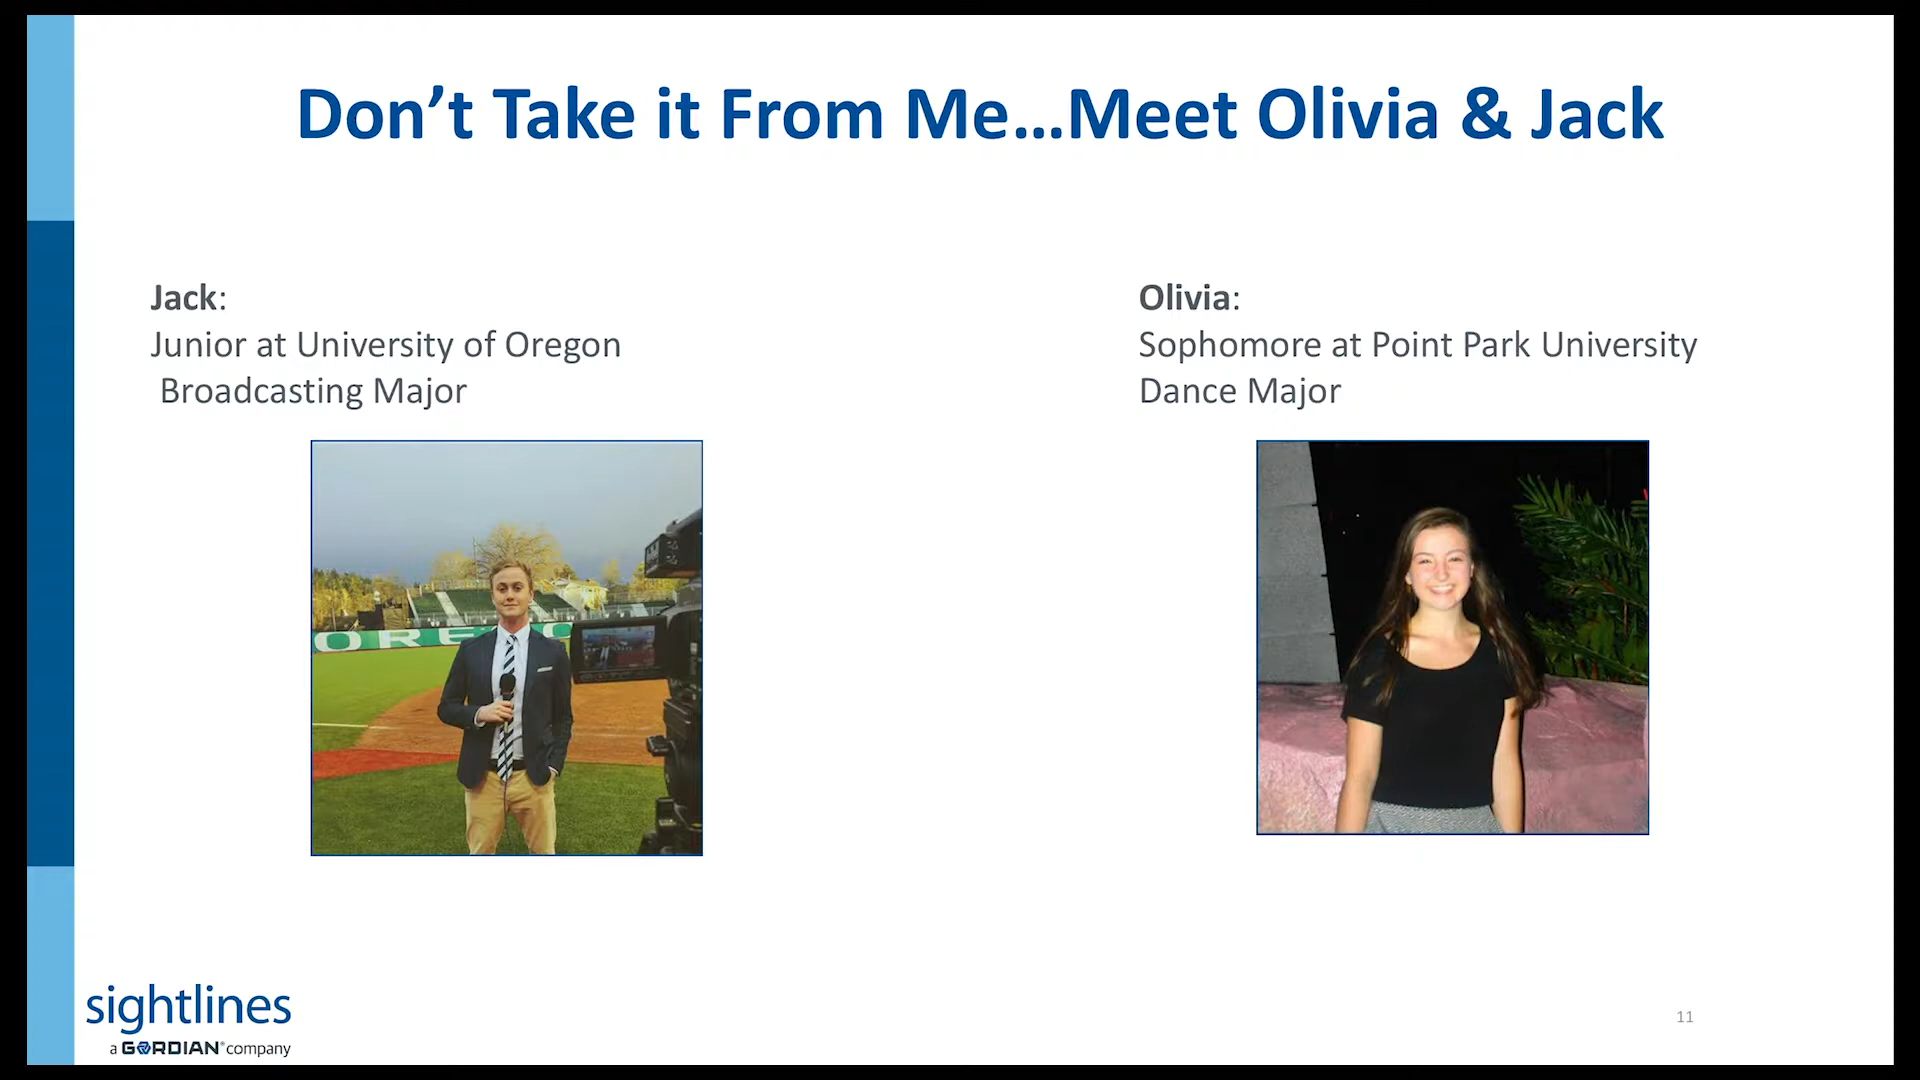 Don’t Take it From Me…Meet Olivia & Jack
Jack:
Junior at University of Oregon
Broadcasting Major
Olivia:
Sophomore at Point Park University
Dance Major
OREGO
sightlines
a GORDIAN® company
11